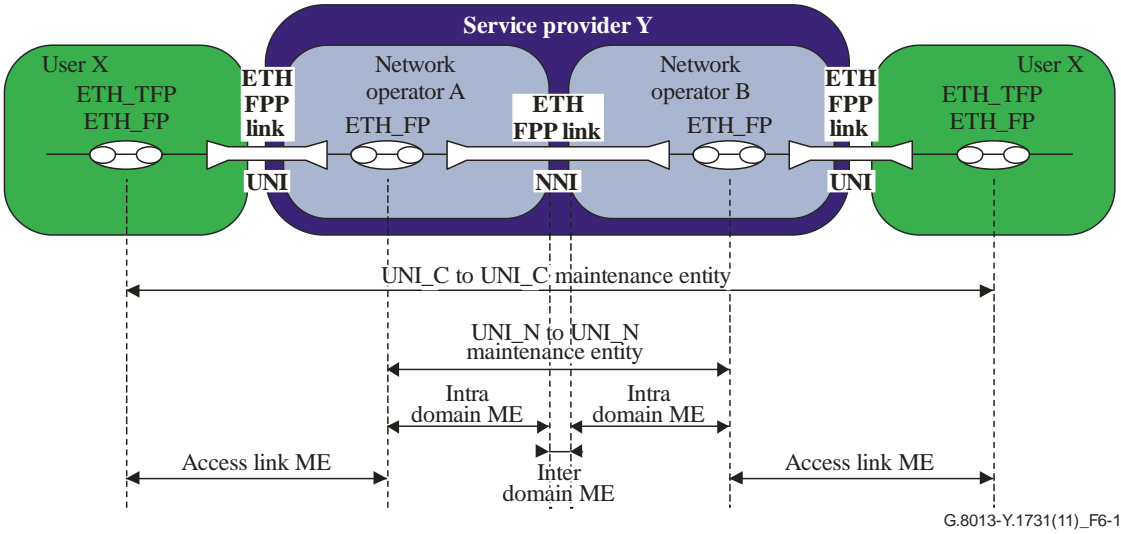 Service provider Y
User X
ETH_TFP
ETH_FP
ETH
FPP
link
UNI
Network
operator A
ETH_FP
ETH
FPP link
NNI
Network
operator B
ETH_FP
ETH
FPP
link
UNI
User X
ETH_TFP
ETH_FP
UNI_C to UNI_C maintenance entity
UNI_N to UNI_N
maintenance entity
Intra
domain ME
Intra
domain ME
Access link ME
Inter
domain ME
Access link ME
G.8013-Y.1731(11)_F6-1